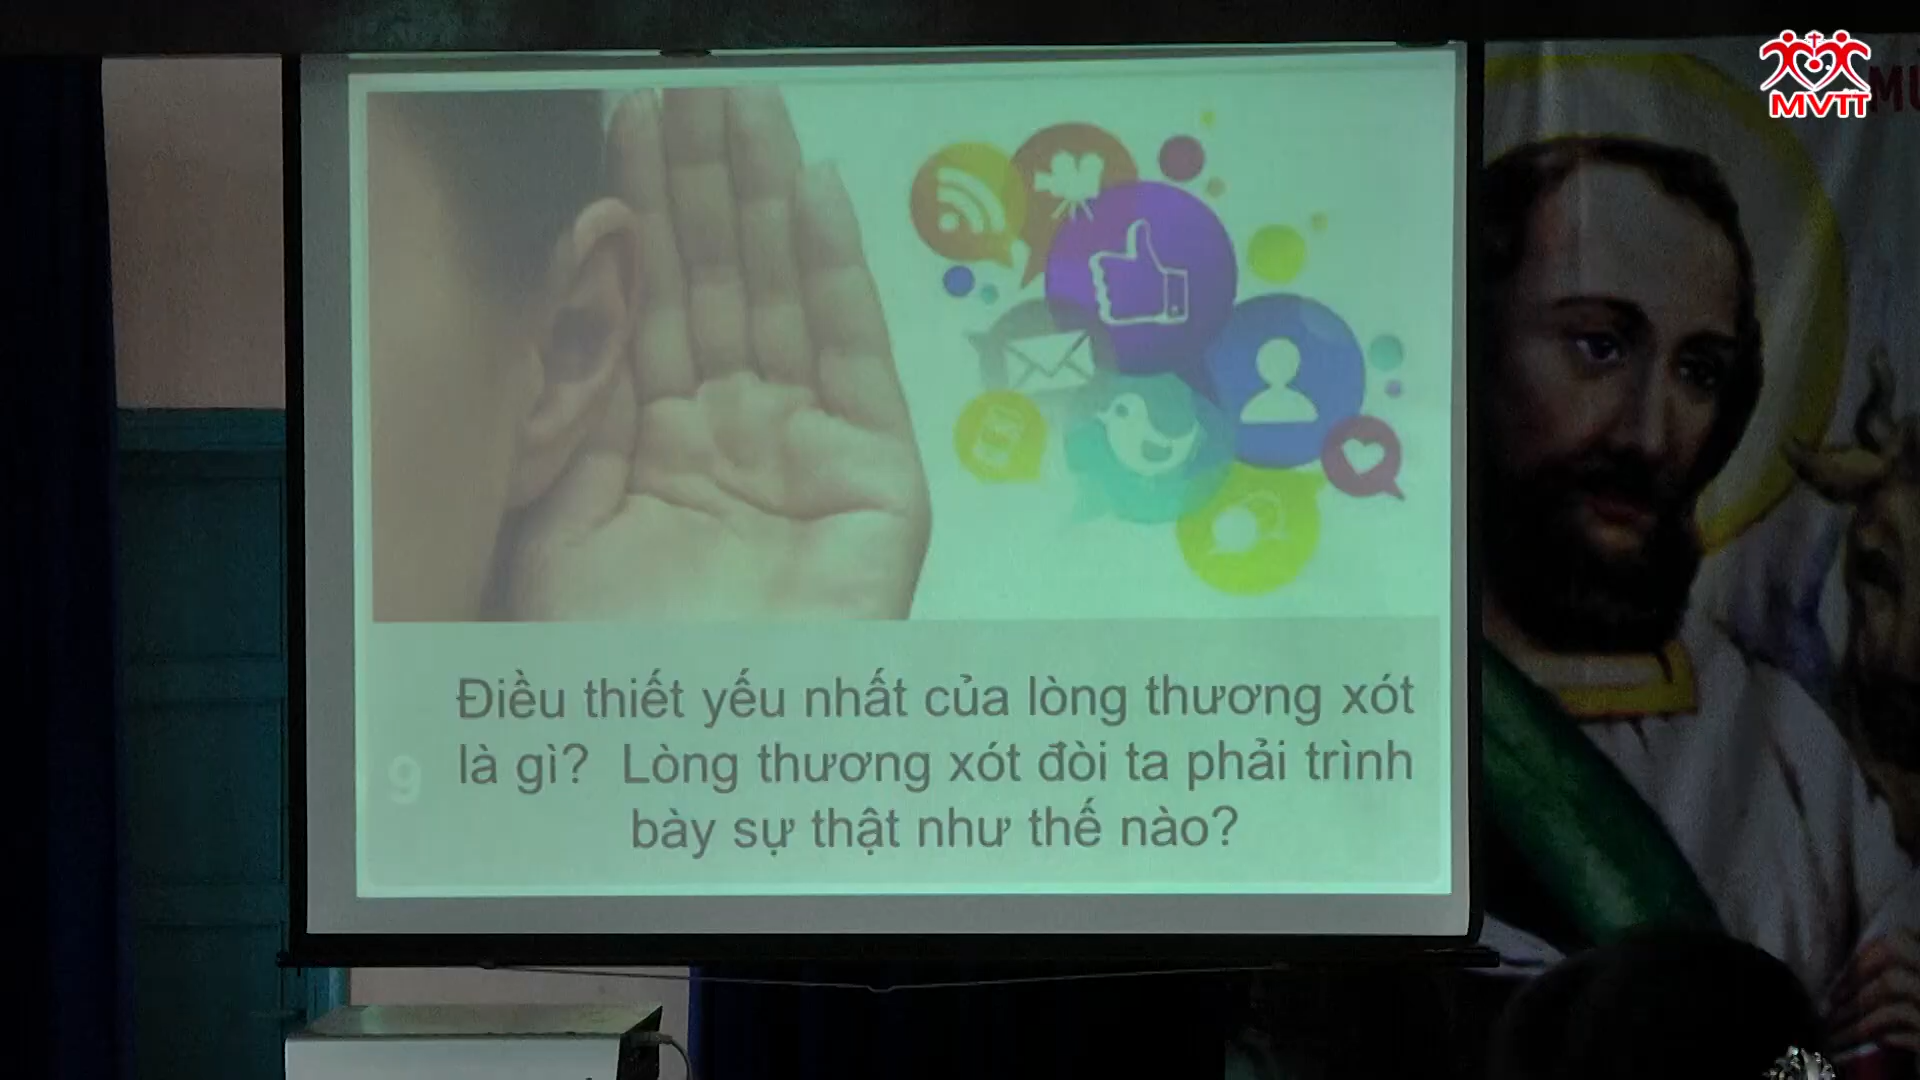 MVTT
Điều thiết yếu nhất của lòng thương xót
là gì? Lòng thương xót đòi ta phải trình
bày sự thật như thế nào?
9